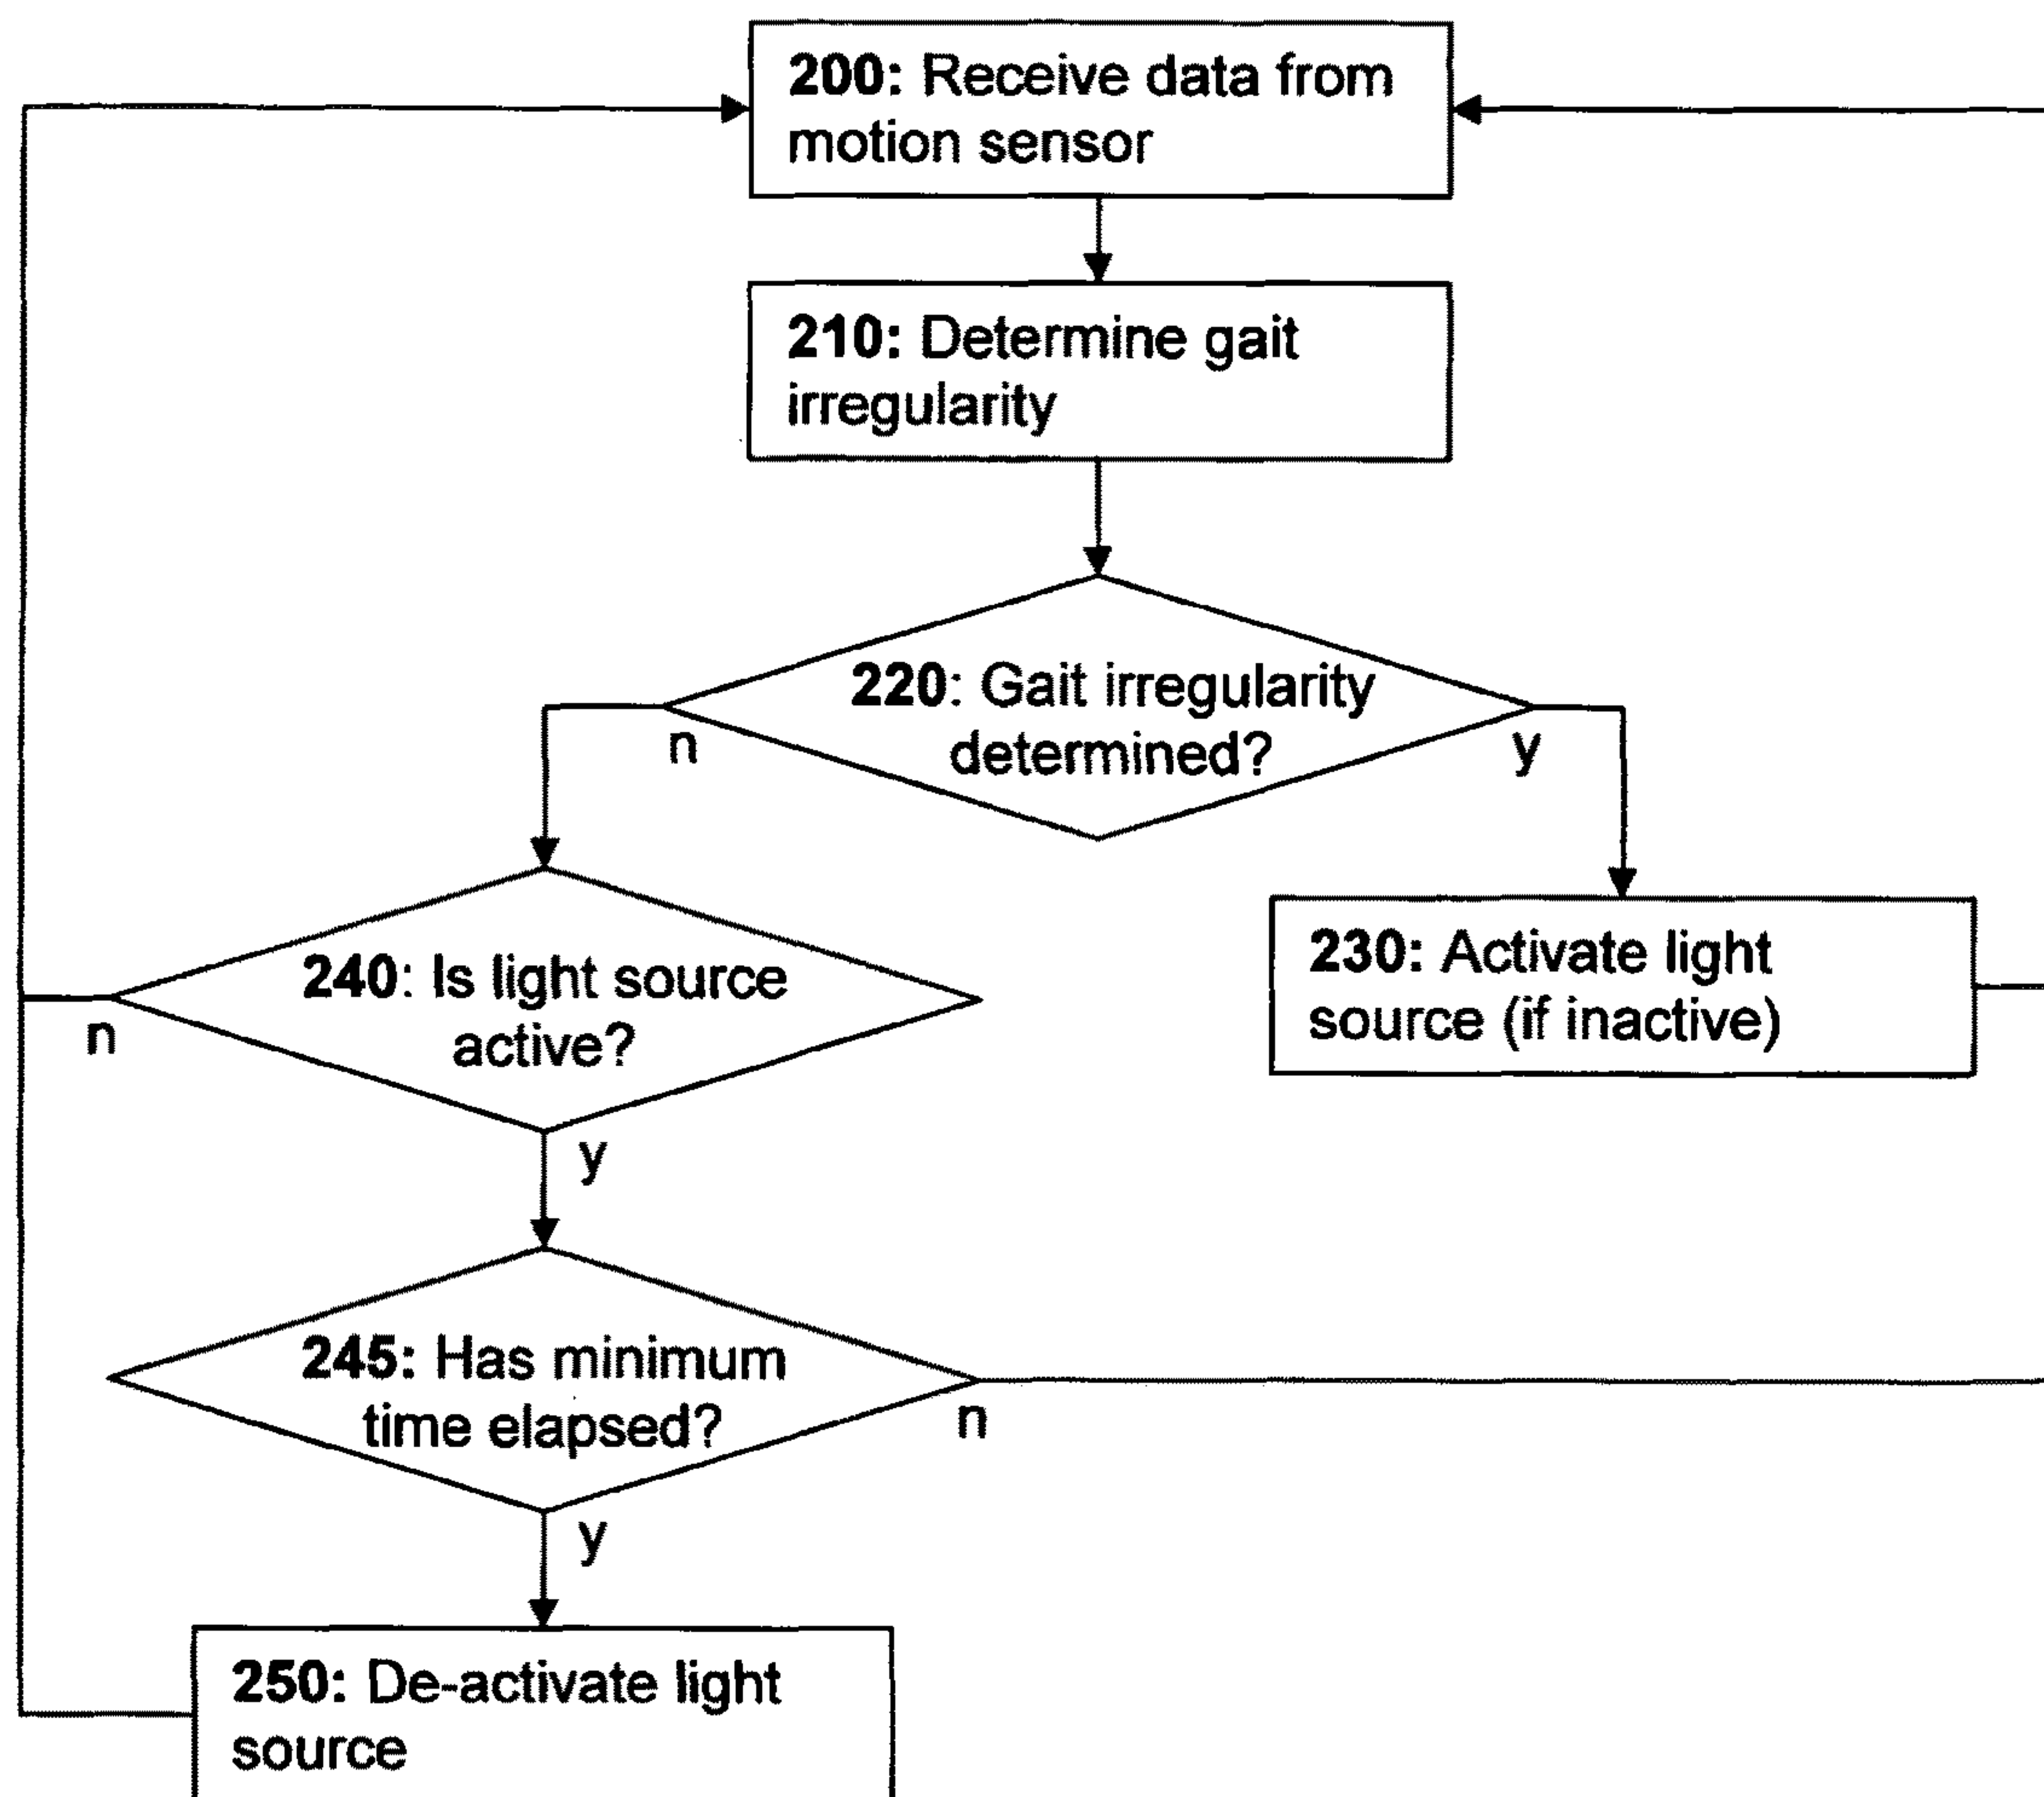 200: Receive data from
motion sensor
210: Determine gait
irregularity
220: Gait irregularity
determined?
n
y
240: Is light source
active?
n
y
230: Activate light
source (if inactive)
245: Has minimum
time elapsed?
n
y
250: De-activate light
source